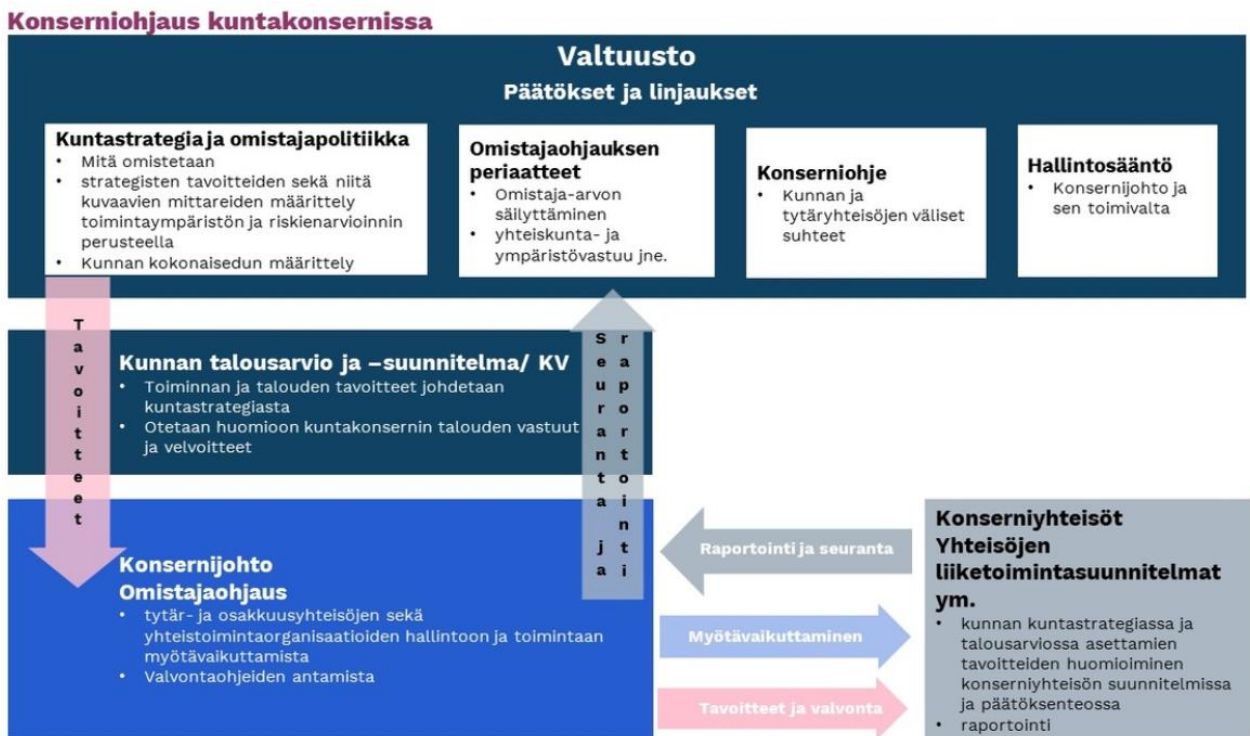 Konserniohjaus kuntakonsernissa
Valtuusto
Päätökset ja linjaukset
Kuntastrategia ja omistajapolitiikka
• Mitä omistetaan
• strategisten tavoitteiden sekä niitä
kuvaavien mittareiden määrittely
toimintaympäristön ja riskienarvioinnin
perusteella
• Kunnan kokonaisedun määrittely
Omistajaohjauksen
periaatteet
• Omistaja-arvon
säilyttäminen
• yhteiskunta- ja
ympäristövastuu jne.
Konserniohje
• Kunnan ja
tytäryhteisöjen väliset
suhteet
Hallintosääntö
• Konsernijohto ja
sen toimivalta
Tavoitteet
Kunnan talousarvio ja –suunnitelma/ KV
• Toiminnan ja talouden tavoitteet johdetaan
kuntastrategiasta
• Otetaan huomioon kuntakonsernin talouden vastuut
ja velvoitteet
Seuranta ja
raportointi
Konsernijohto
Omistajaohjaus
• tytär- ja osakkuusyhteisöjen sekä
yhteistoimintaorganisaatioiden hallintoon ja toimintaan
myötävaikuttamista
• Valvontaohjeiden antamista
Raportointi ja seuranta
Myötävaikuttaminen
Tavoitteet ja valvonta
Konserniyhteisöt
Yhteisöjen
liiketoimintasuunnitelmat
ym.
• kunnan kuntastrategiassa ja
talousarviossa asettamien
tavoitteiden huomioiminen
konserniyhteisön suunnitelmissa
ja päätöksenteossa
• raportointi